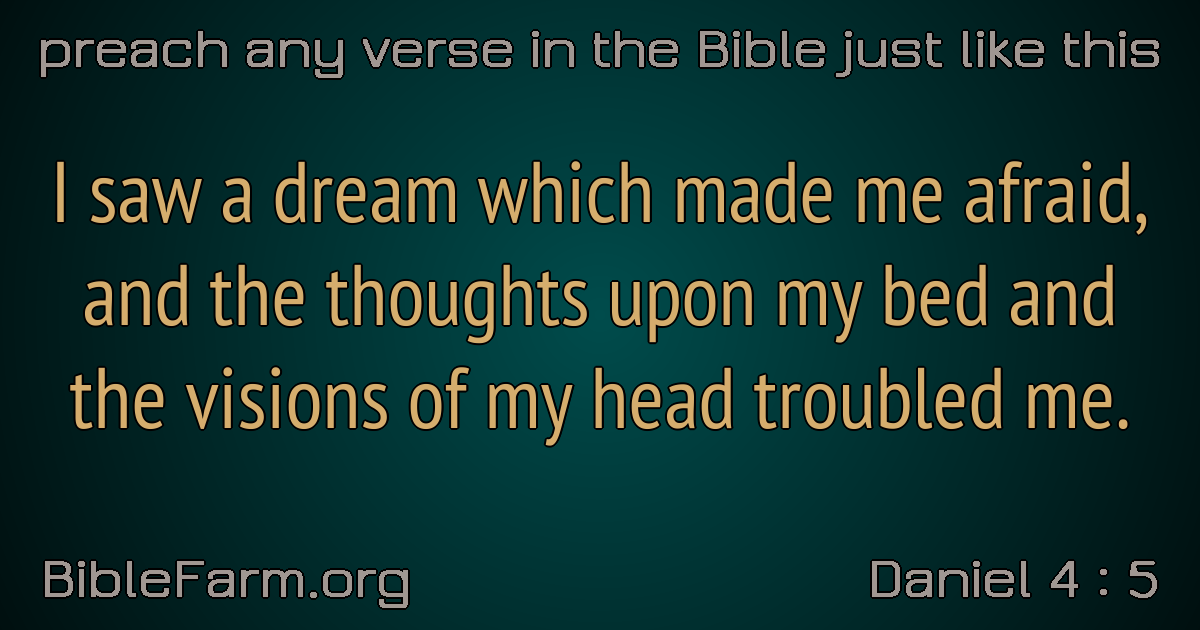 preach any verse in the Bible just like this
I saw a dream which made me afraid,
and the thoughts upon my bed and
the visions of my head troubled me.
BibleFarm.org
Daniel 4 : 5